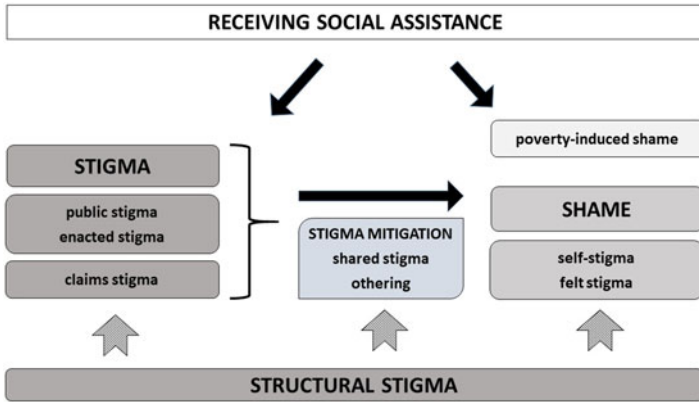 RECEIVING SOCIAL ASSISTANCE
poverty-induced shame
STIGMA
public stigma
enacted stigma
claims stigma
STIGMA MITIGATION
shared stigma
othering
SHAME
self-stigma
felt stigma
STRUCTURAL STIGMA